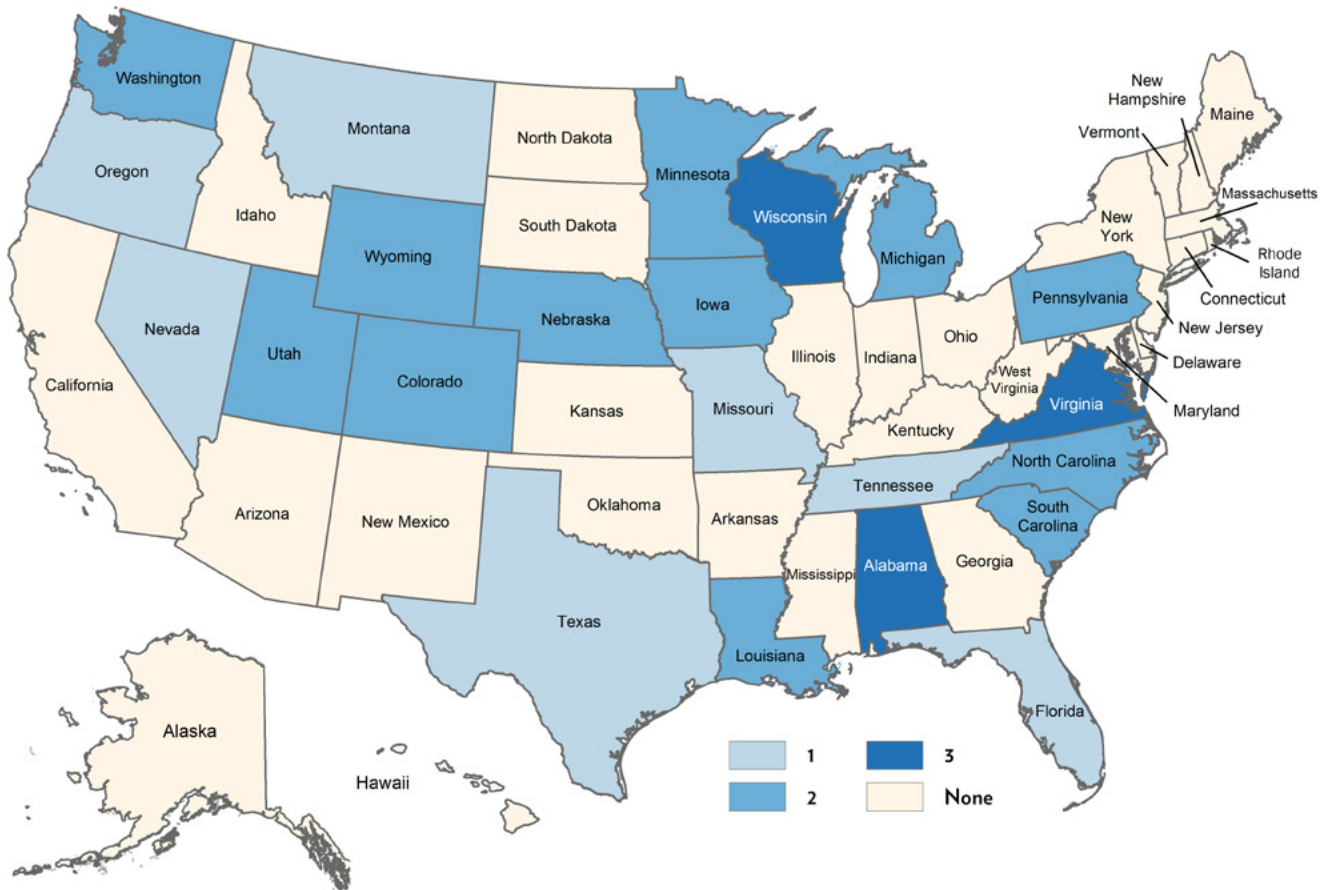 Washington
Montana
North Dakota
Minnesota
New
Hampshire
Maine
Vermont
Oregon
Idaho
South Dakota
Wisconsin
Massachusetts
Wyoming
Michigan
New
York
Rhode
Island
Connecticut
Nevada
Nebraska
Iowa
Pennsylvania
New Jersey
Utah
Colorado
Illinois
Indiana
Ohio
Delaware
California
Kansas
Missouri
West
Virginia
Virginia
Maryland
Kentucky
North Carolina
Tennessee
Arizona
New Mexico
Oklahoma
Arkansas
South
Carolina
Mississippi
Alabama
Georgia
Texas
Louisiana
Florida
Alaska
Hawaii
1
3
2
None